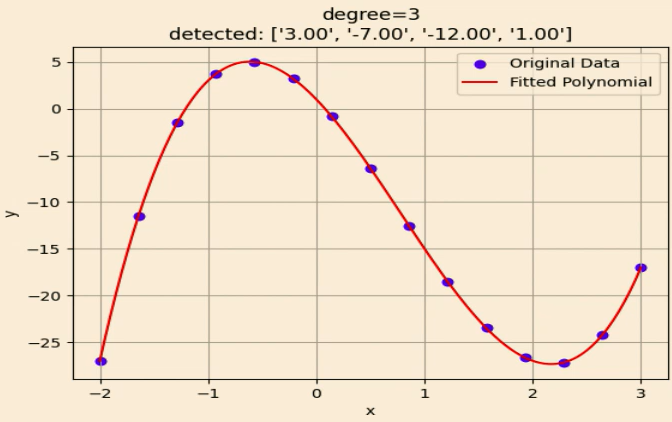 degree=3
detected: ['3.00', '-7.00', '-12.00', '1.00']
Original Data
Fitted Polynomial
5
0
−5
−10
−15
−20
−25
y
−2 −1 0 1 2 3
x